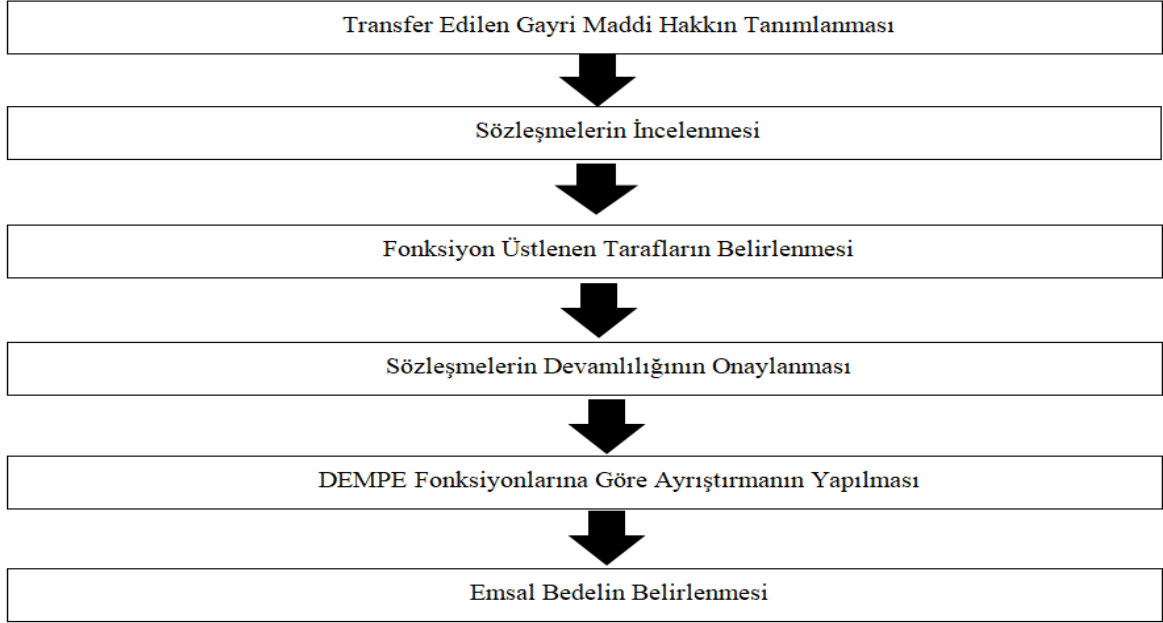 Transfer Edilen Gayri Maddi Hakkın Tanımlanması
Sözleşmelerin İncelenmesi
Fonksiyon Üstlenen Tarafların Belirlenmesi
Sözleşmelerin Devamlılığının Onaylanması
DEMPE Fonksiyonlarına Göre Ayrıştırmanın Yapılması
Emsal Bedelin Belirlenmesi